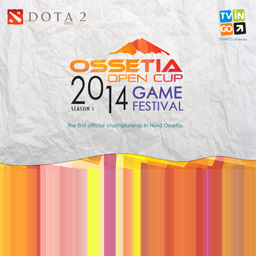 DOTA 2
TV IN
GO
OSSETIA
OPEN CUP
2014 GAME
SEASON 1 FESTIVAL
the first official championship in Nord Ossetia